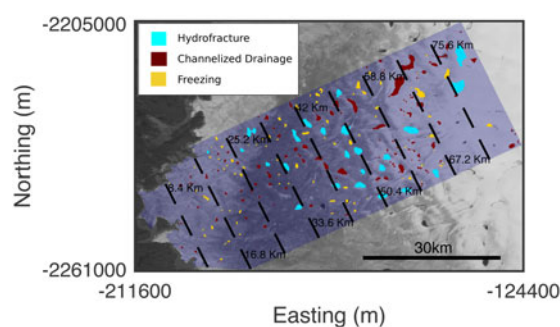 -2205000
Hydrofracture
Channelized Drainage
Freezing
75.6 Km
58.8 Km
42 Km
25.2 Km
8.4 Km
67.2 Km
50.4 Km
33.6 Km
16.8 Km
30km
Northing (m)
-2261000
-211600
-124400
Easting (m)